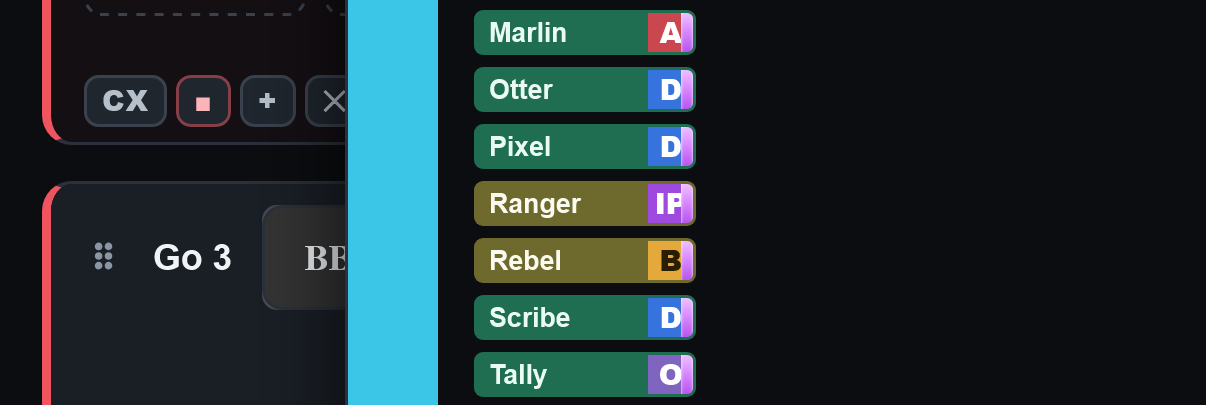 CX ■ +
Go 3
Marlin A
Otter D
Pixel D
Ranger IP
Rebel B
Scribe D
Tally O